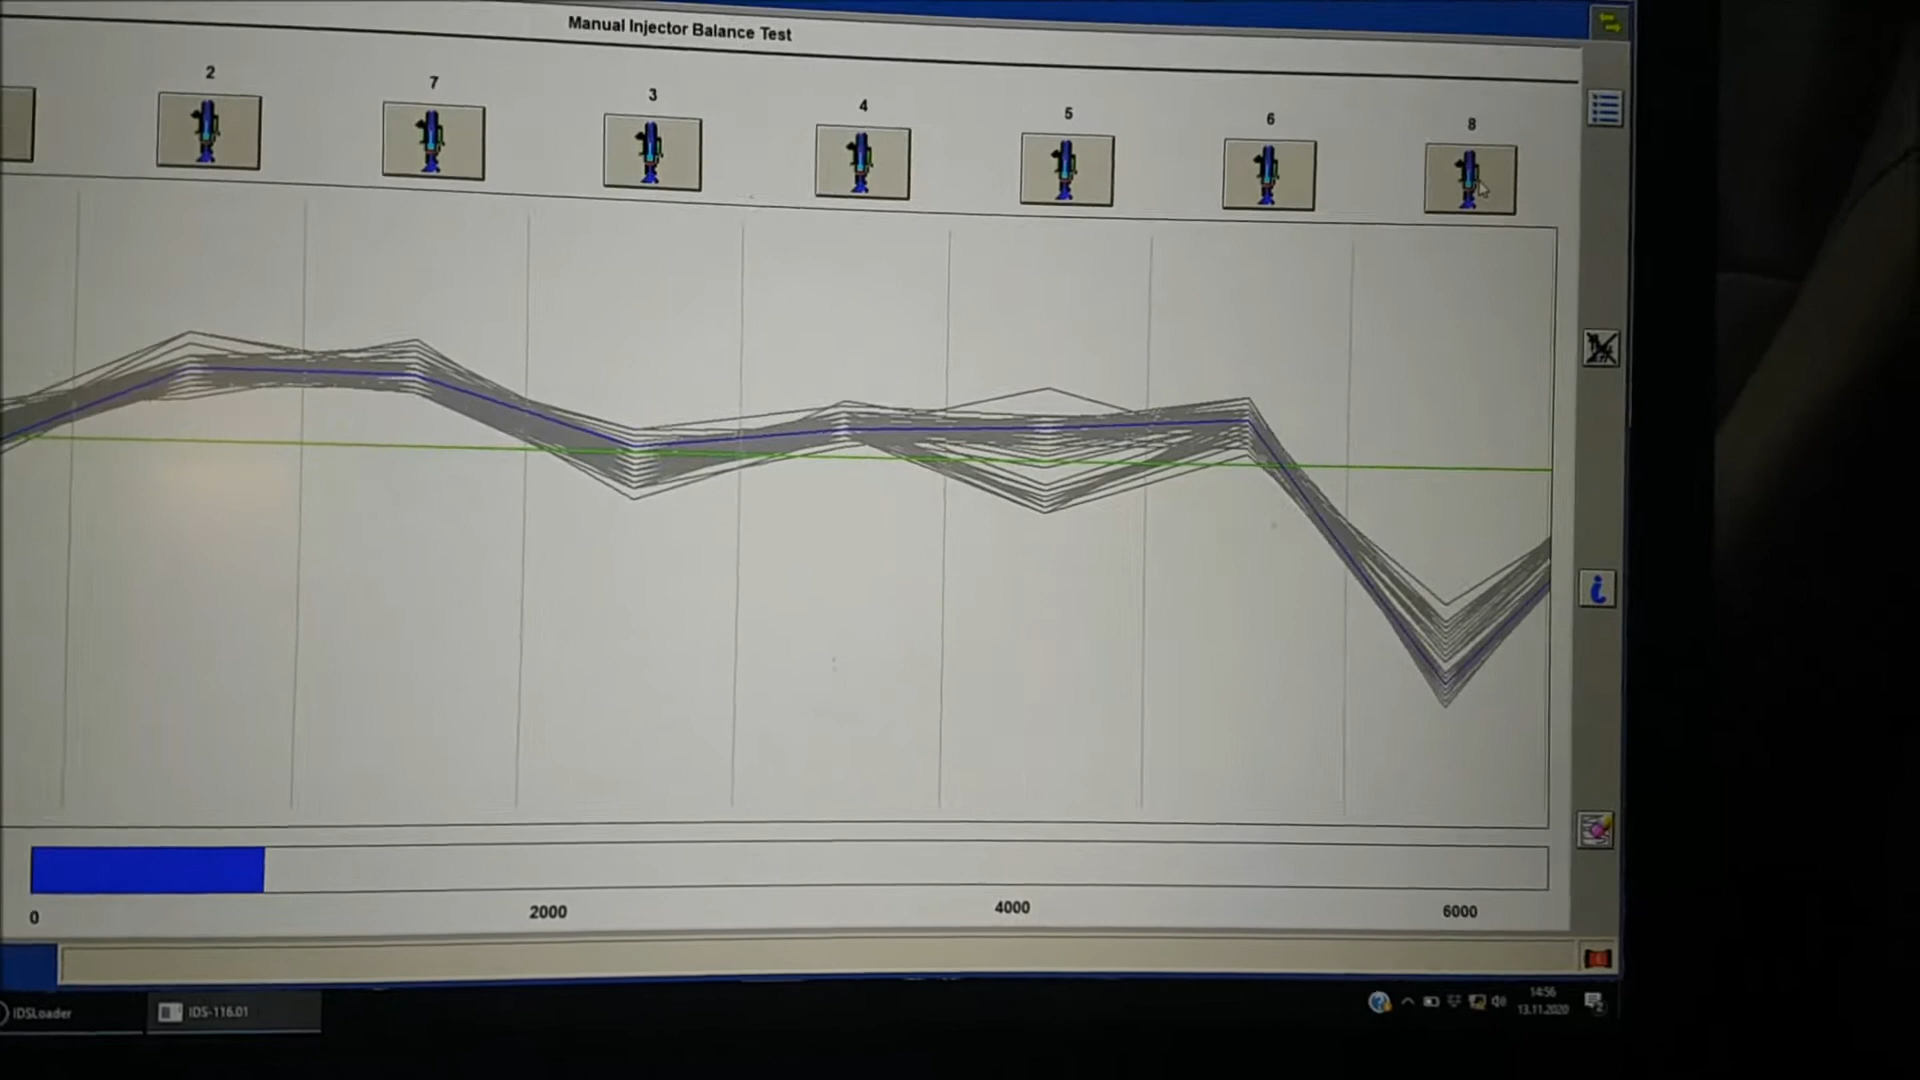 Manual Injector Balance Test
2 7 3 4 5 6 8
0 2000 4000 6000
IDSLoader IDS-116.01
14:56
13.11.2020